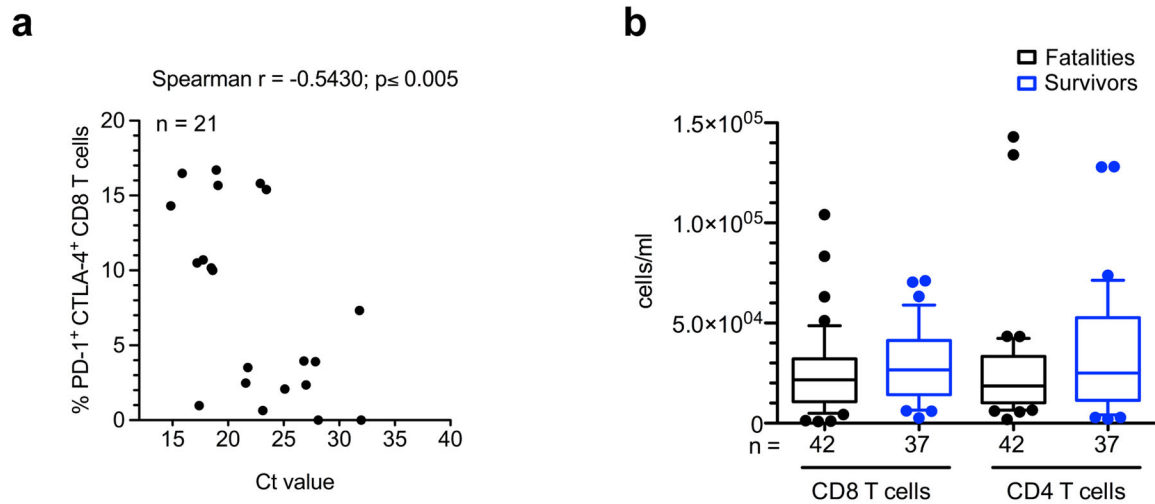 a
Spearman r = -0.5430; p≤ 0.005
n = 21
% PD-1⁺ CTLA-4⁺ CD8 T cells
20
15
10
5
0
15 20 25 30 35 40
Ct value
b
Fatalities
Survivors
cells/ml
1.5×10⁰⁵
1.0×10⁰⁵
5.0×10⁰⁴
0
n = 42 37 42 37
CD8 T cells CD4 T cells